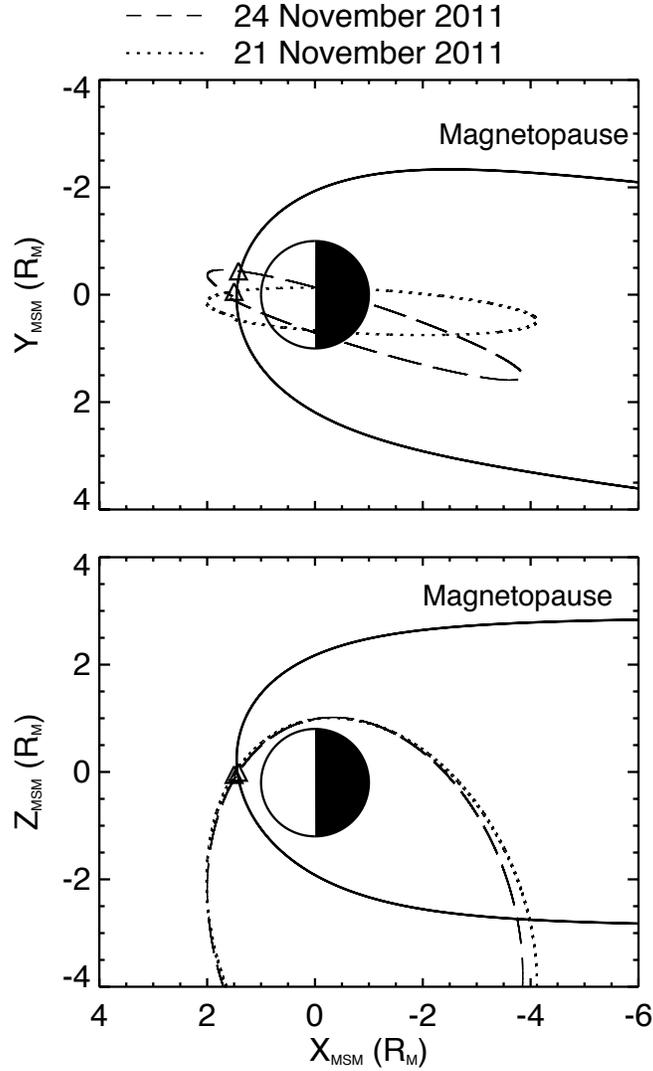 24 November 2011
21 November 2011
-4
Magnetopause
-2
0
2
4
Y_MSM (R_M)
4
Magnetopause
2
0
-2
-4
Z_MSM (R_M)
4 2 0 -2 -4 -6
X_MSM (R_M)